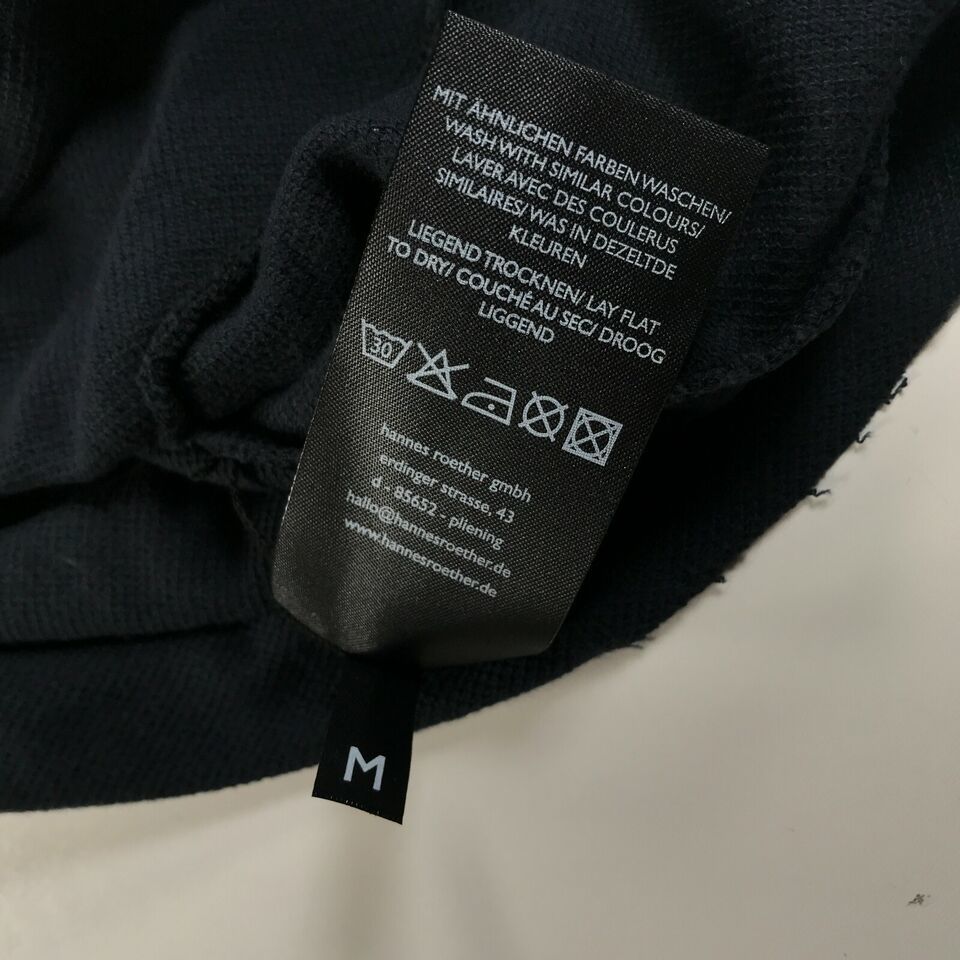 MIT ÄHNLICHEN FARBEN WASCHEN/
WASH WITH SIMILAR COLOURS/
LAVER AVEC DES COULERUS
SIMILAIRES/ WAS IN DEZELTDE
KLEUREN
LIEGEND TROCKNEN/ LAY FLAT
TO DRY/ COUCHÉ AU SEC/ DROOG
LIGGEND
30
hannes roether gmbh
erdinger strasse, 43
d - 85652 - pliening
hallo@hannesroether.de
www.hannesroether.de
M